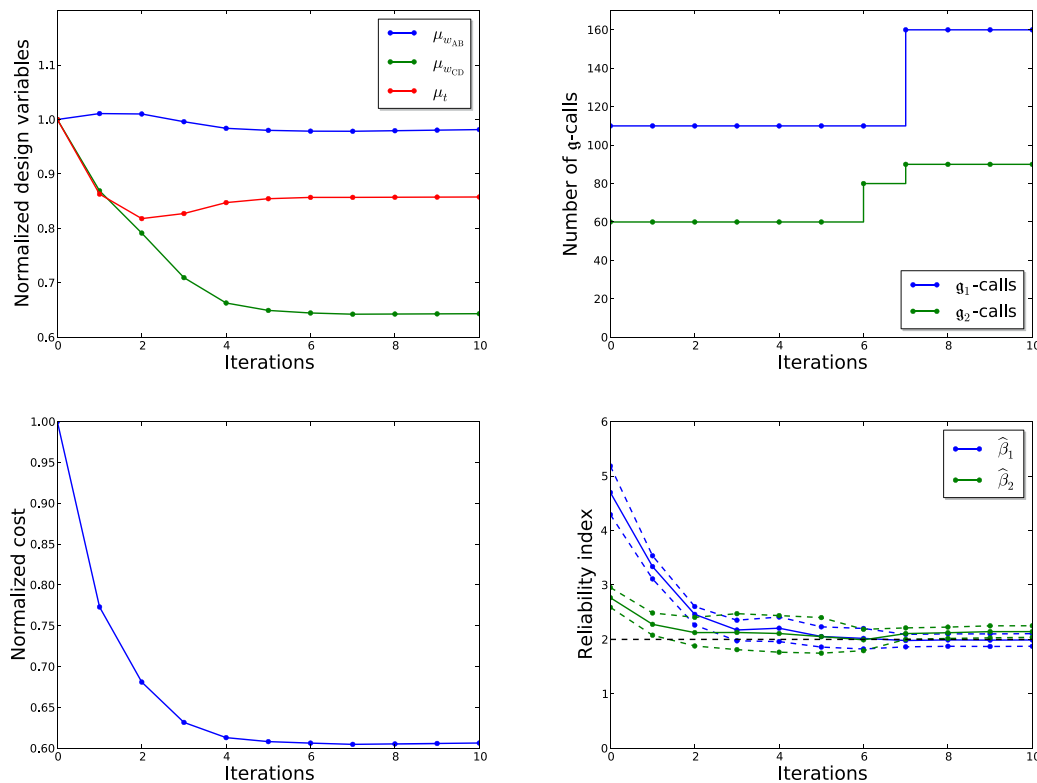 1.1
1.0
0.9
0.8
0.7
0.6
0 2 4 6 8 10
Iterations
Normalized design variables
μ_{w_{AB}}
μ_{w_{CD}}
μ_t
160
140
120
100
80
60
40
20
0
0 2 4 6 8 10
Iterations
Number of 𝔤-calls
𝔤₁-calls
𝔤₂-calls
1.00
0.95
0.90
0.85
0.80
0.75
0.70
0.65
0.60
0 2 4 6 8 10
Iterations
Normalized cost
6
5
4
3
2
1
0
0 2 4 6 8 10
Iterations
Reliability index
β̂₁
β̂₂